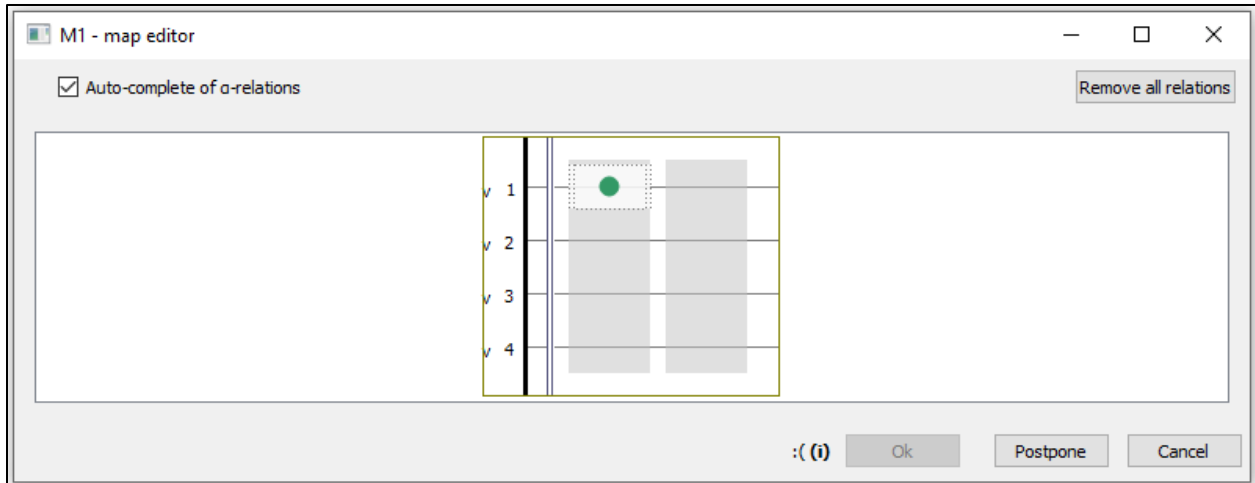 M1 - map editor
Auto-complete of α-relations
Remove all relations
v 1
v 2
v 3
v 4
:( (i)
Ok
Postpone
Cancel